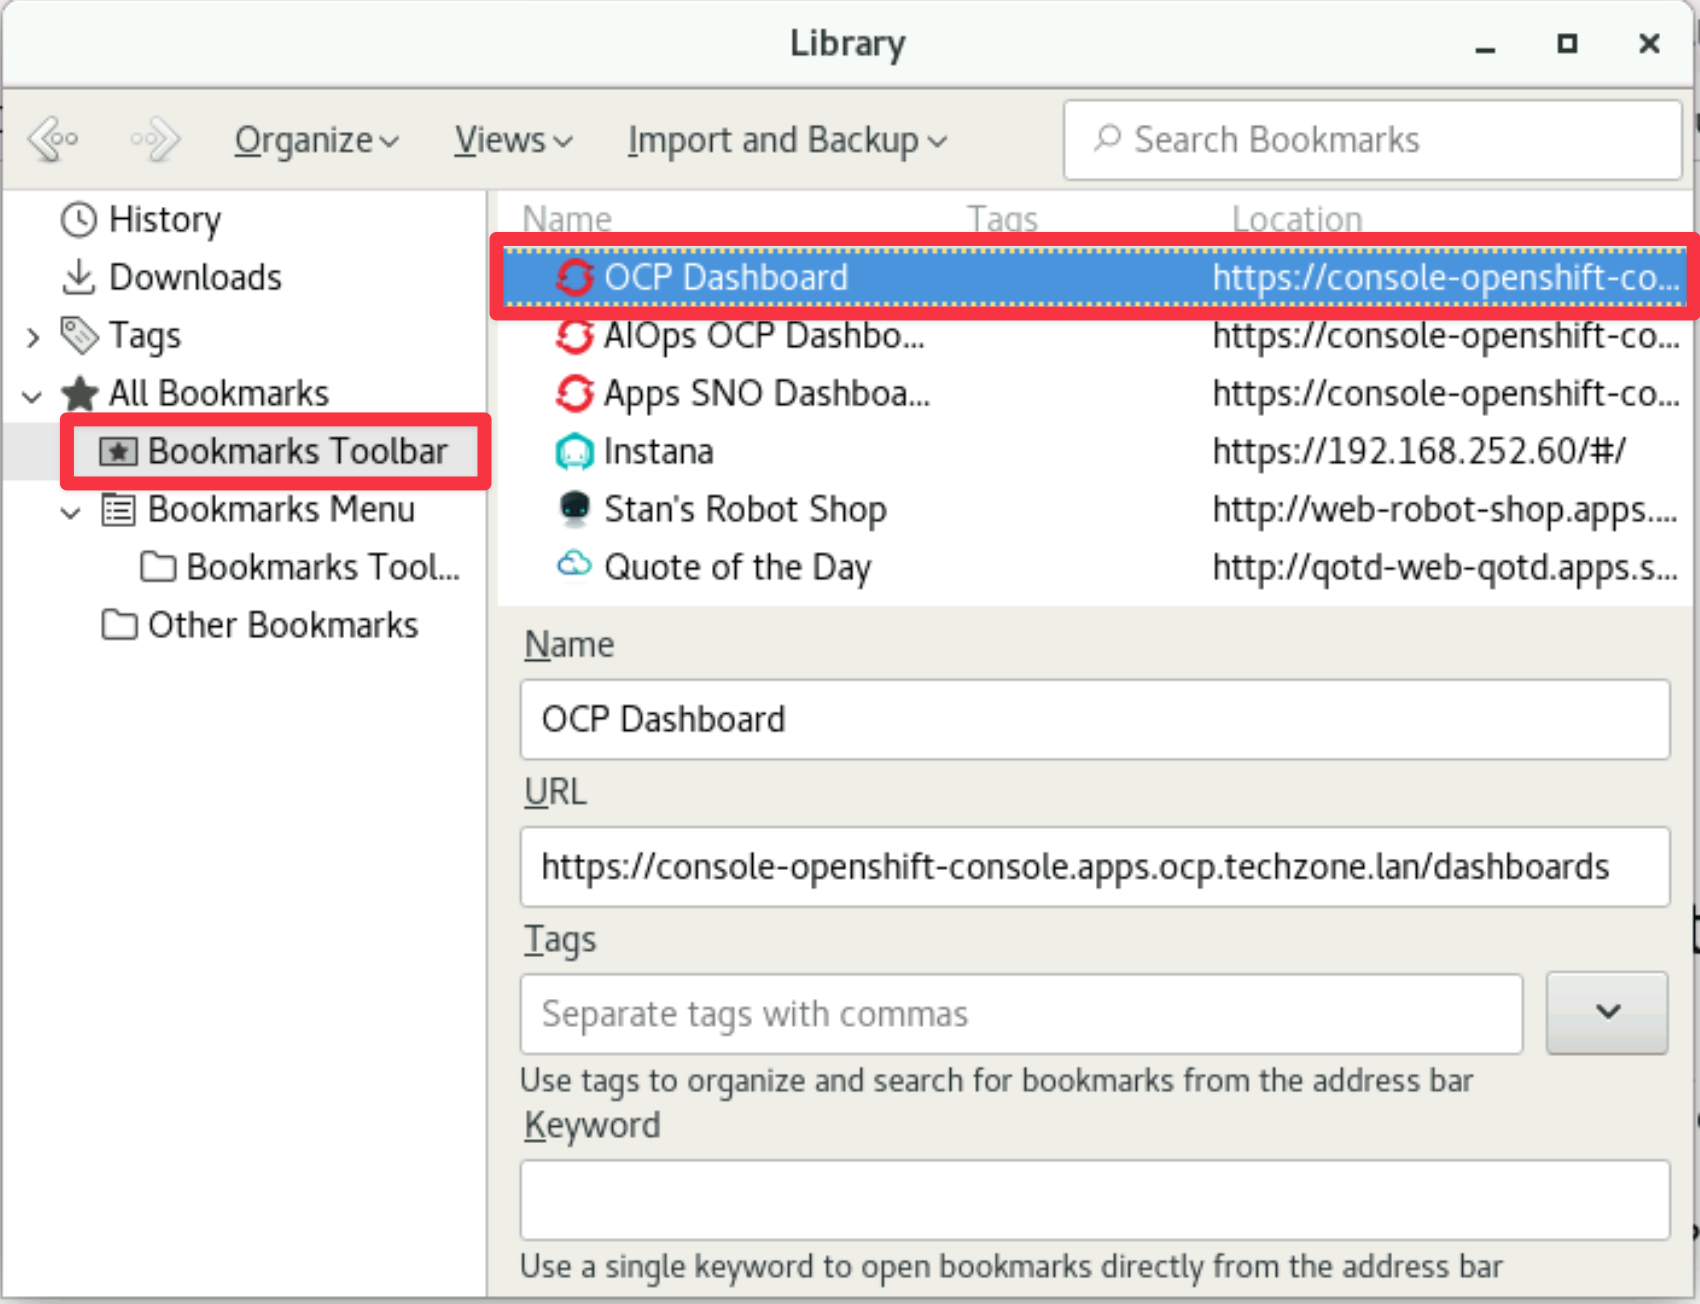 Library
Organize Views Import and Backup Search Bookmarks
History
Downloads
Tags
All Bookmarks
Bookmarks Toolbar
Bookmarks Menu
Bookmarks Tool...
Other Bookmarks
Name Tags Location
OCP Dashboard https://console-openshift-co...
AIOps OCP Dashbo... https://console-openshift-co...
Apps SNO Dashboa... https://console-openshift-co...
Instana https://192.168.252.60/#/
Stan's Robot Shop http://web-robot-shop.apps....
Quote of the Day http://qotd-web-qotd.apps.s...
Name
OCP Dashboard
URL
https://console-openshift-console.apps.ocp.techzone.lan/dashboards
Tags
Separate tags with commas
Use tags to organize and search for bookmarks from the address bar
Keyword
Use a single keyword to open bookmarks directly from the address bar